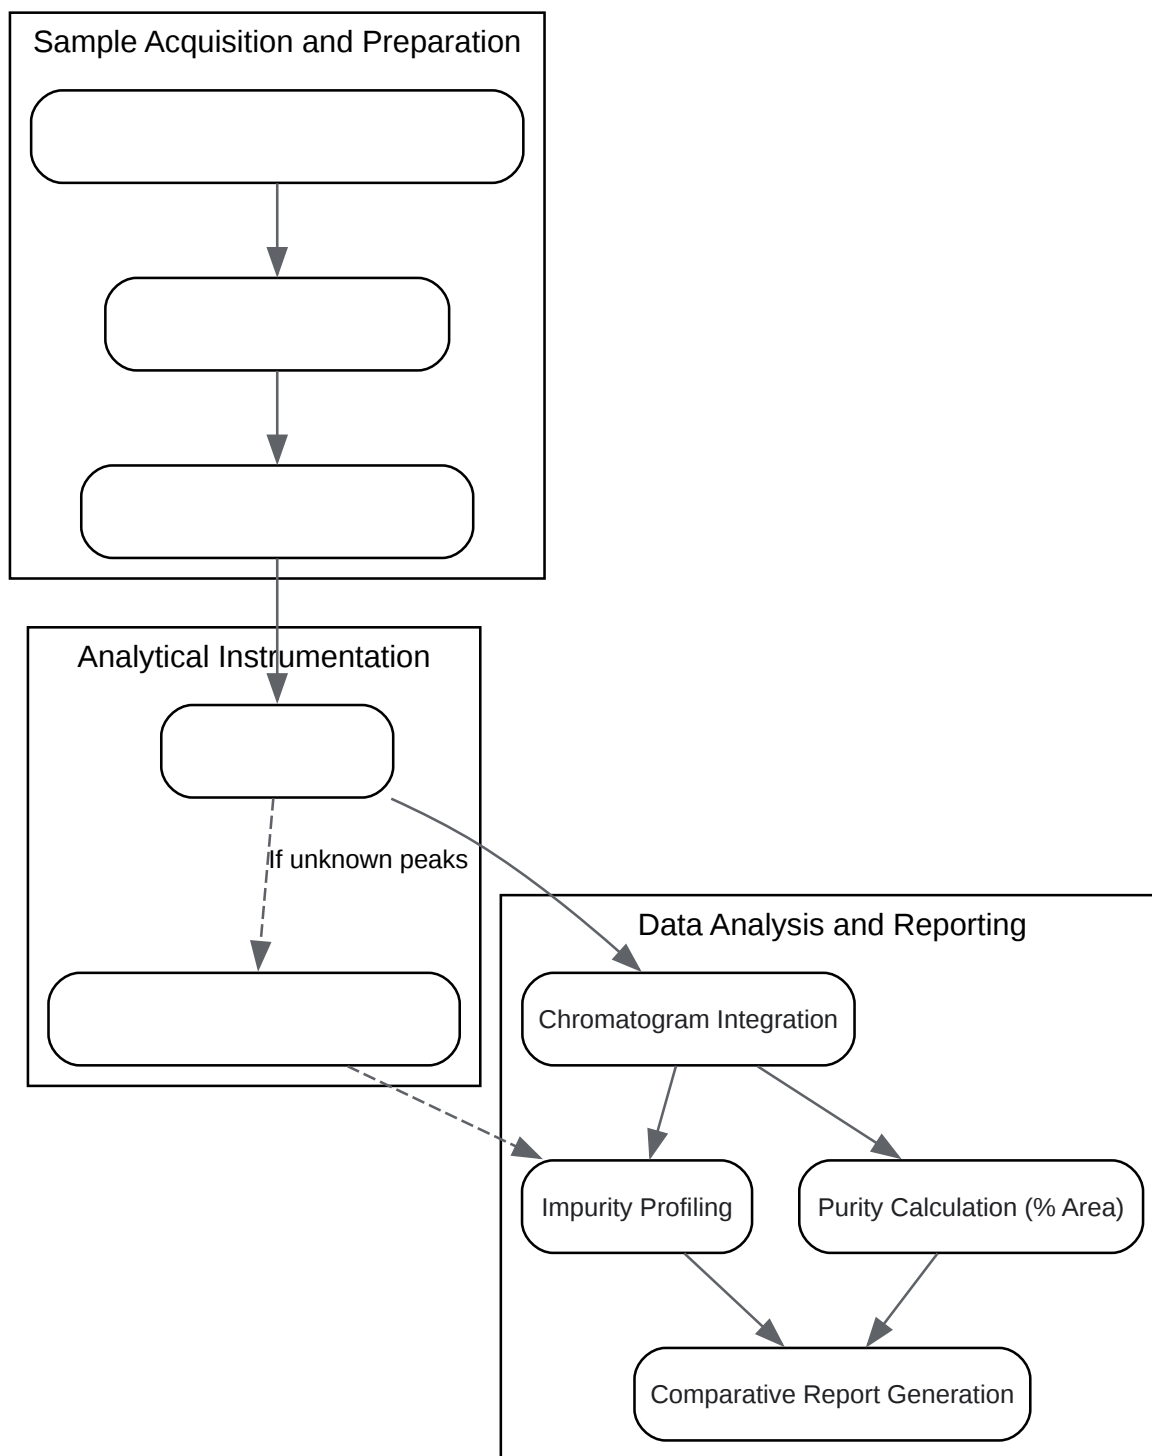 Sample Acquisition and Preparation
Analytical Instrumentation
If unknown peaks
Data Analysis and Reporting
Chromatogram Integration
Impurity Profiling
Purity Calculation (% Area)
Comparative Report Generation